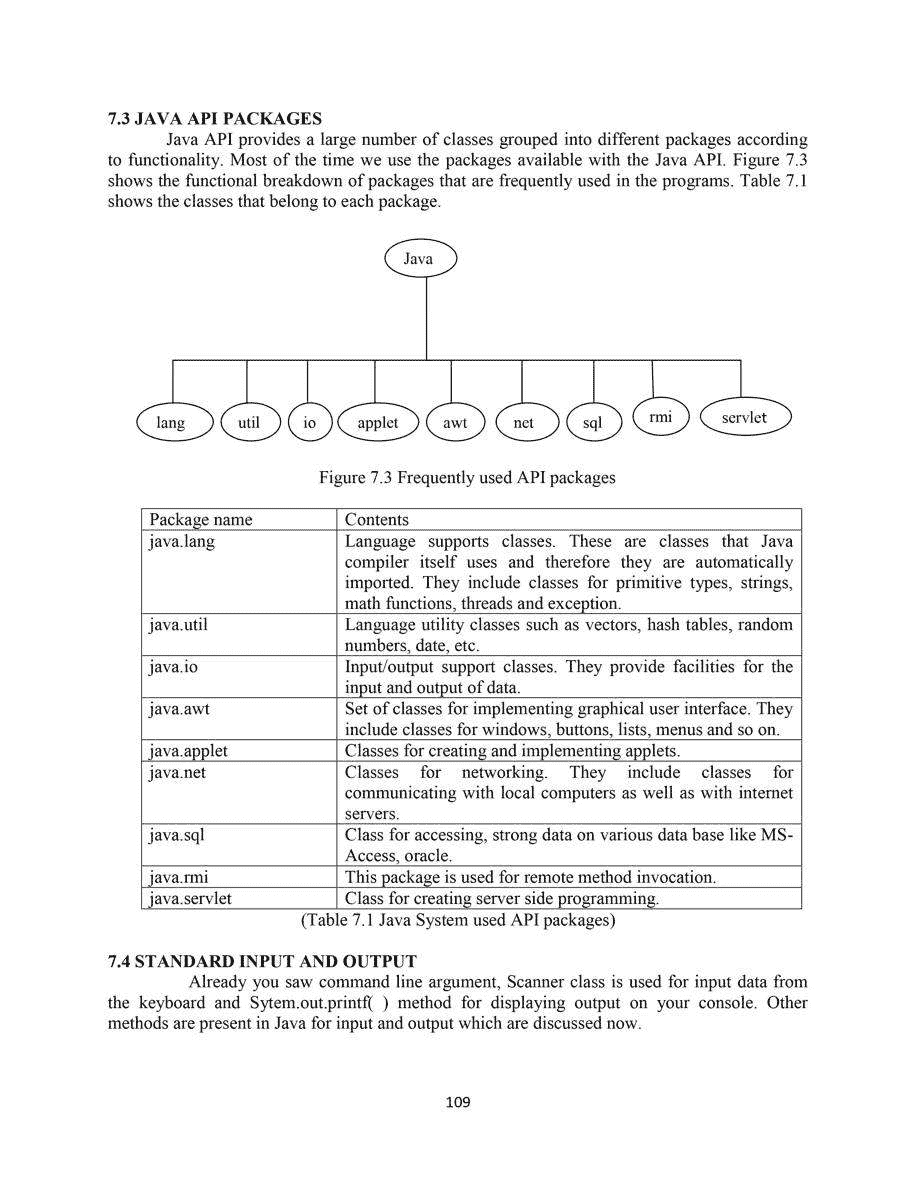 7.3 JAVA API PACKAGES
Java API provides a large number of classes grouped into different packages according
to functionality. Most of the time we use the packages available with the Java API. Figure 7.3
shows the functional breakdown of packages that are frequently used in the programs. Table 7.1
shows the classes that belong to each package.
Java
lang util io applet awt net sql rmi servlet
Figure 7.3 Frequently used API packages
Package name Contents
java.lang Language supports classes. These are classes that Java
compiler itself uses and therefore they are automatically
imported. They include classes for primitive types, strings,
math functions, threads and exception.
java.util Language utility classes such as vectors, hash tables, random
numbers, date, etc.
java.io Input/output support classes. They provide facilities for the
input and output of data.
java.awt Set of classes for implementing graphical user interface. They
include classes for windows, buttons, lists, menus and so on.
java.applet Classes for creating and implementing applets.
java.net Classes for networking. They include classes for
communicating with local computers as well as with internet
servers.
java.sql Class for accessing, strong data on various data base like MS-
Access, oracle.
java.rmi This package is used for remote method invocation.
java.servlet Class for creating server side programming.
(Table 7.1 Java System used API packages)
7.4 STANDARD INPUT AND OUTPUT
Already you saw command line argument, Scanner class is used for input data from
the keyboard and Sytem.out.printf( ) method for displaying output on your console. Other
methods are present in Java for input and output which are discussed now.
109